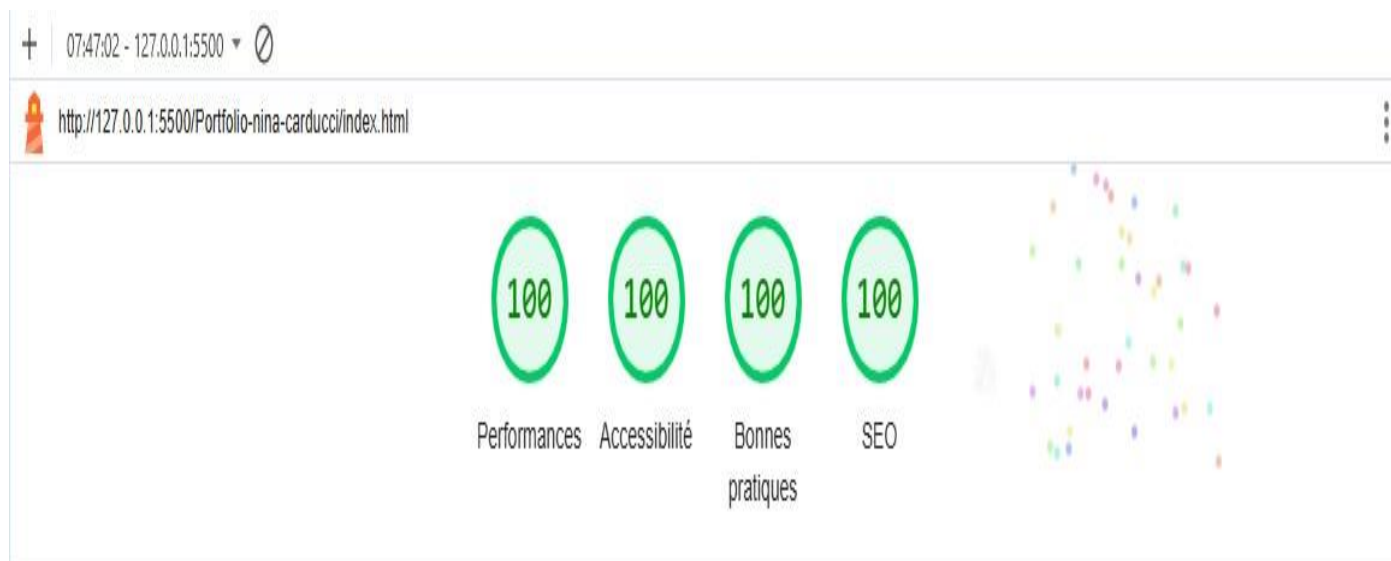 07:47:02 - 127.0.0.1:5500
http://127.0.0.1:5500/Portfolio-nina-carducci/index.html
100 100 100 100
Performances Accessibilité Bonnes pratiques SEO